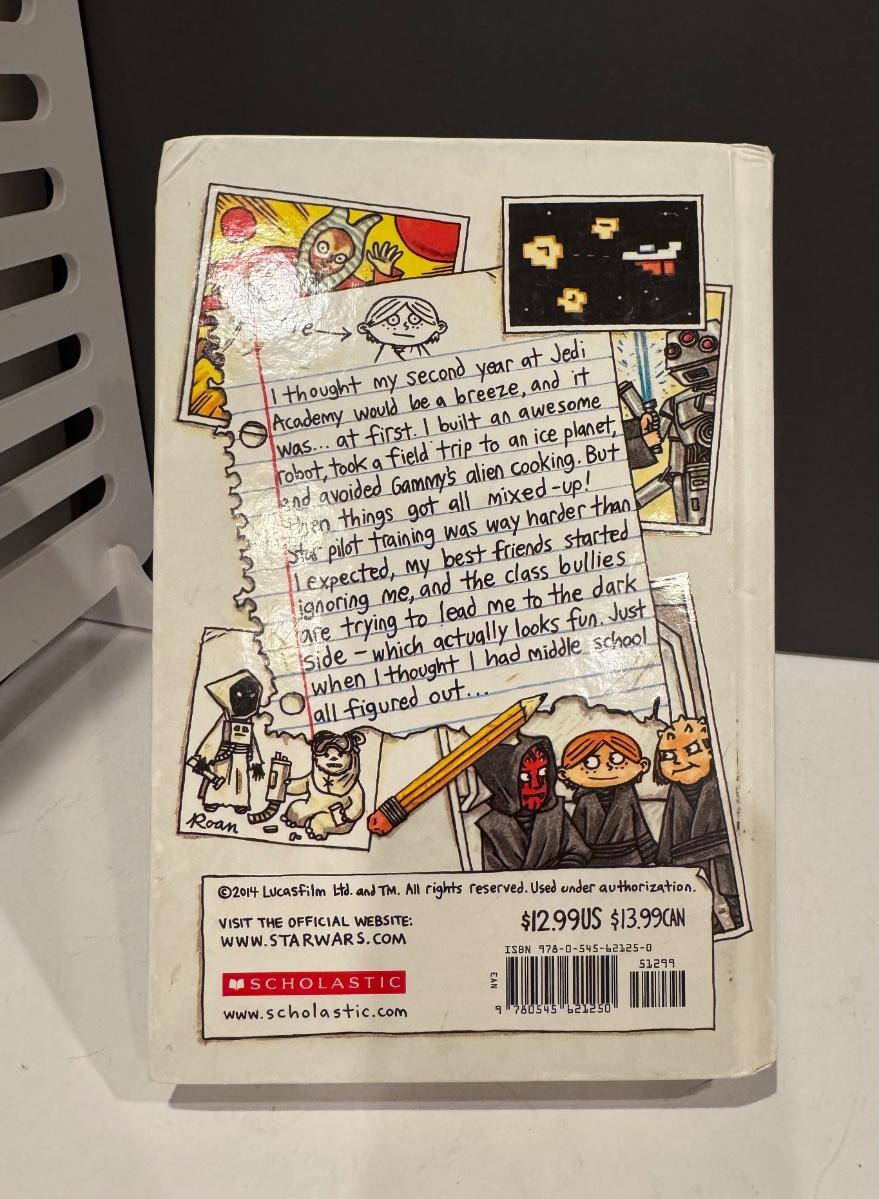 I thought my second year at Jedi
Academy would be a breeze, and it
was... at first. I built an awesome
robot, took a field trip to an ice planet,
and avoided Gammy's alien cooking. But
then things got all mixed-up!
Star pilot training was way harder than
I expected, my best friends started
ignoring me, and the class bullies
are trying to lead me to the dark
side – which actually looks fun. Just
when I thought I had middle school
all figured out...
Roan
©2014 Lucasfilm Ltd. and TM. All rights reserved. Used under authorization.
VISIT THE OFFICIAL WEBSITE:
WWW.STARWARS.COM
$12.99US $13.99CAN
ISBN 978-0-545-62125-0
51299
EAN
9 780545 621250
SCHOLASTIC
www.scholastic.com